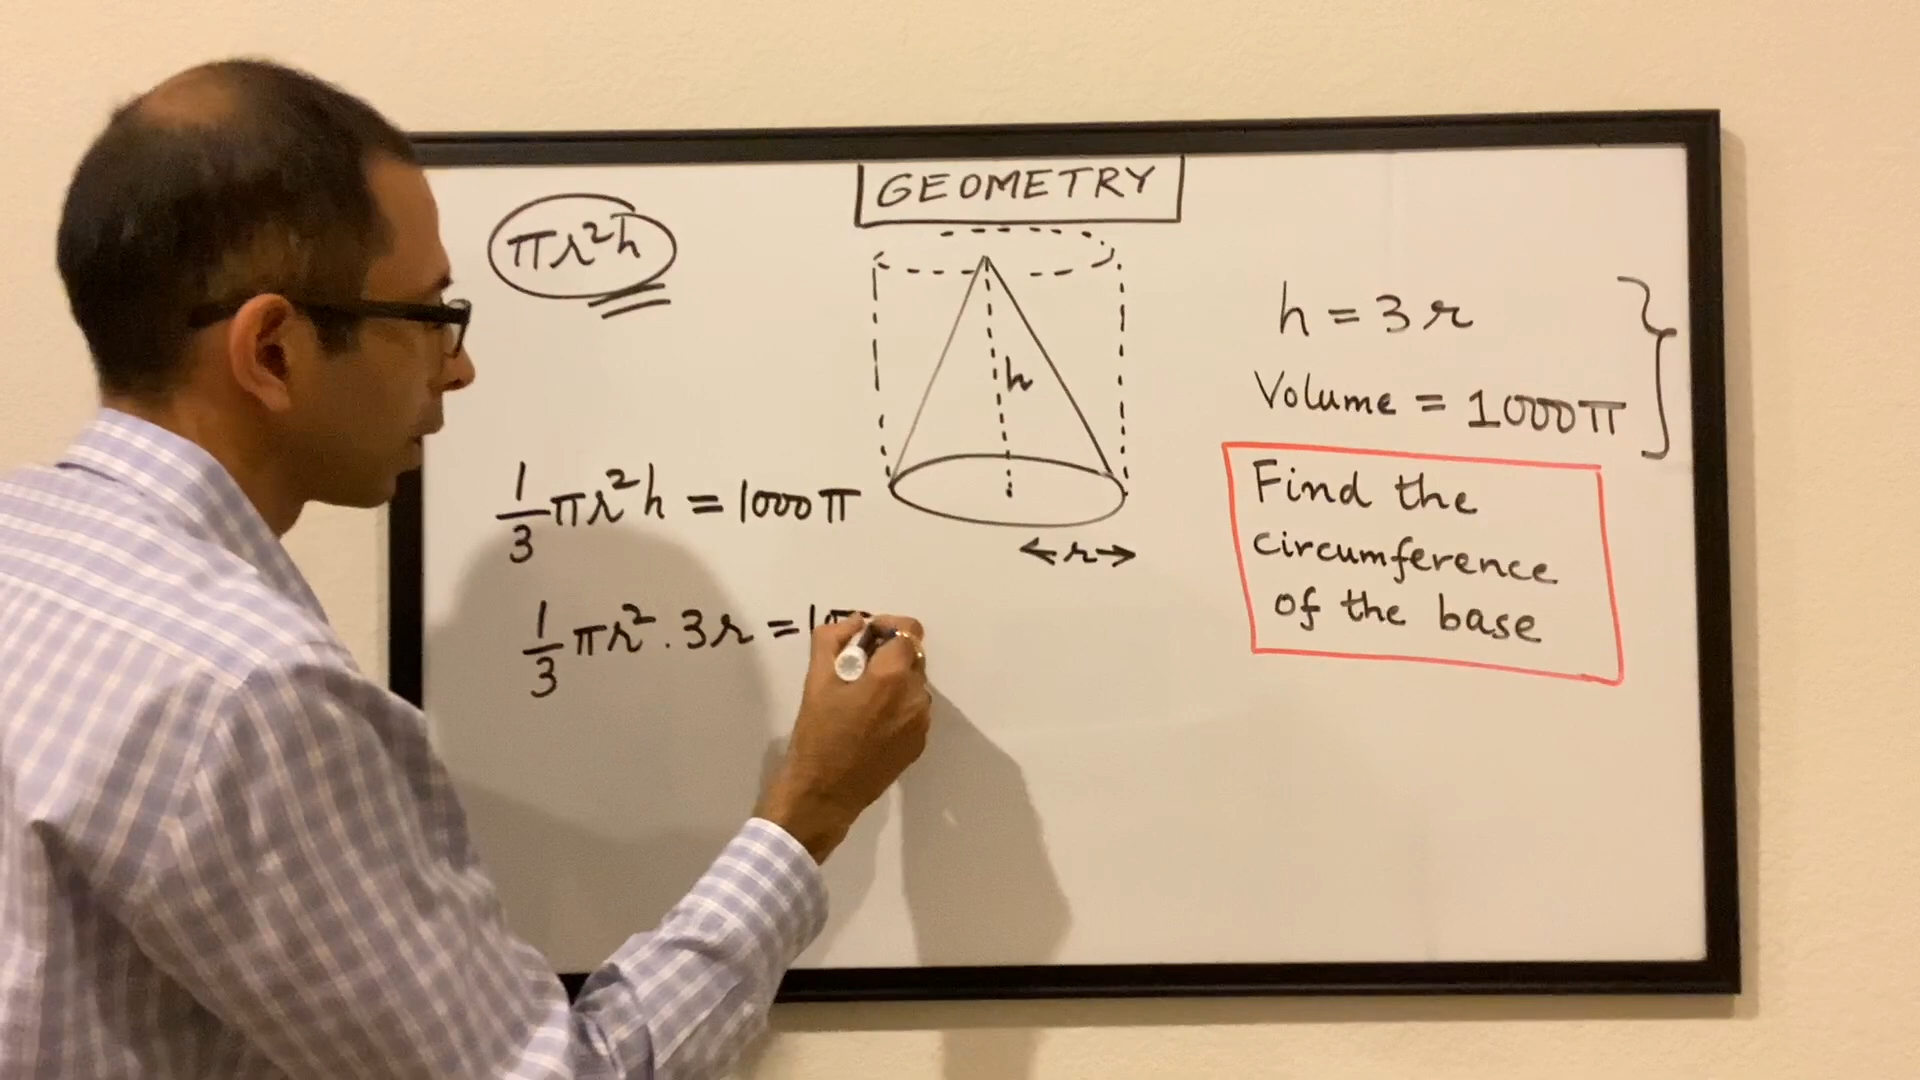 GEOMETRY
πr²h
h = 3r
Volume = 1000π
h
1/3 πr²h = 1000π
r
Find the
circumference
of the base
1/3 πr² . 3r =